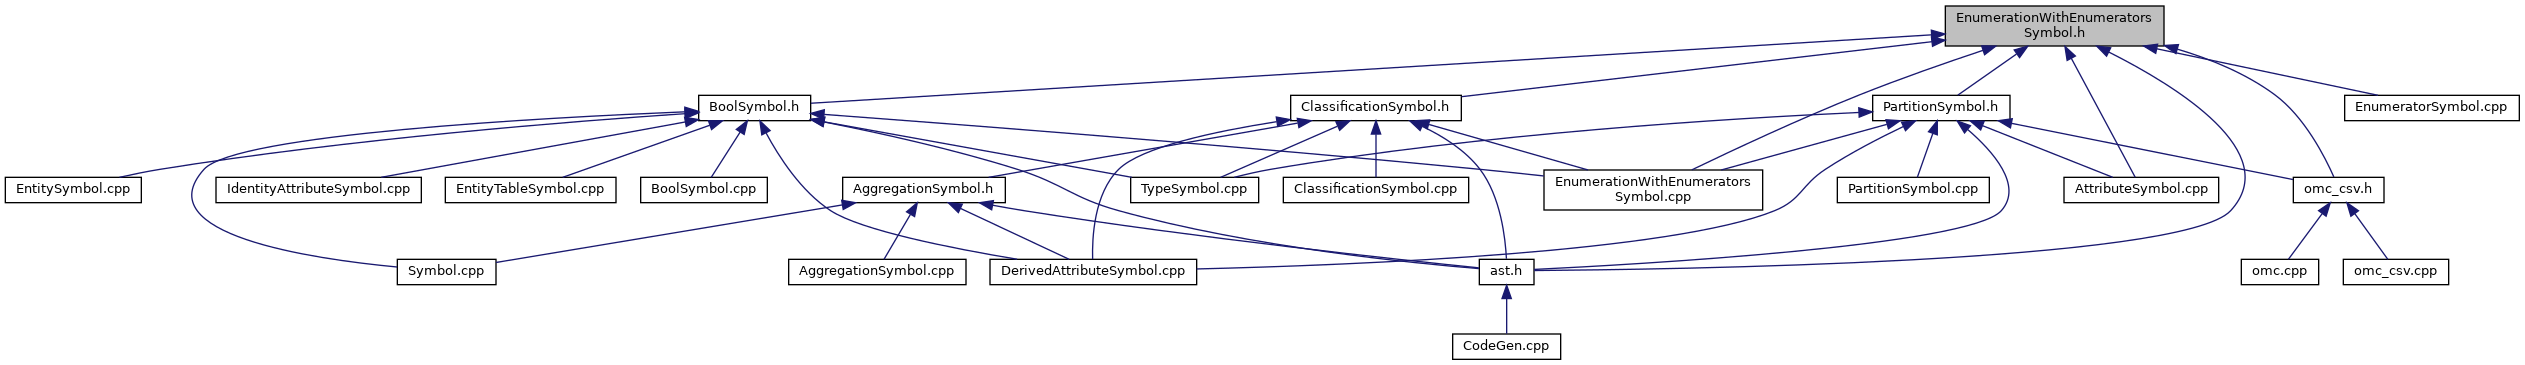 EnumerationWithEnumerators
Symbol.h
BoolSymbol.h
ClassificationSymbol.h
PartitionSymbol.h
EnumeratorSymbol.cpp
EntitySymbol.cpp
IdentityAttributeSymbol.cpp
EntityTableSymbol.cpp
BoolSymbol.cpp
AggregationSymbol.h
TypeSymbol.cpp
ClassificationSymbol.cpp
EnumerationWithEnumerators
Symbol.cpp
PartitionSymbol.cpp
AttributeSymbol.cpp
omc_csv.h
Symbol.cpp
AggregationSymbol.cpp
DerivedAttributeSymbol.cpp
ast.h
omc.cpp
omc_csv.cpp
CodeGen.cpp